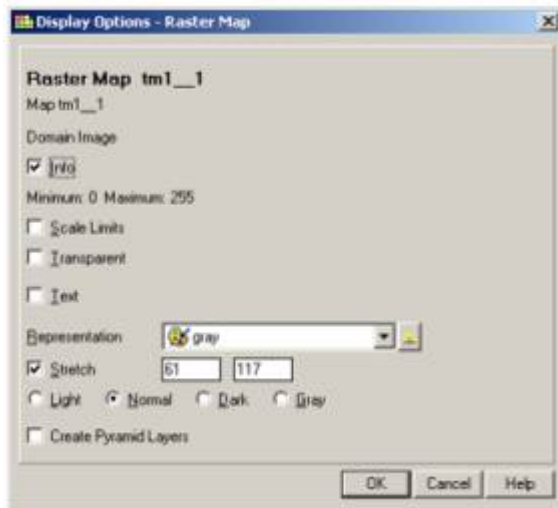 Display Options - Raster Map
Raster Map tm1__1
Map tm1__1
Domain Image
Info
Minimum: 0 Maximum: 255
Scale Limits
Transparent
Text
Representation gray
Stretch 61 117
Light Normal Dark Gray
Create Pyramid Layers
OK Cancel Help